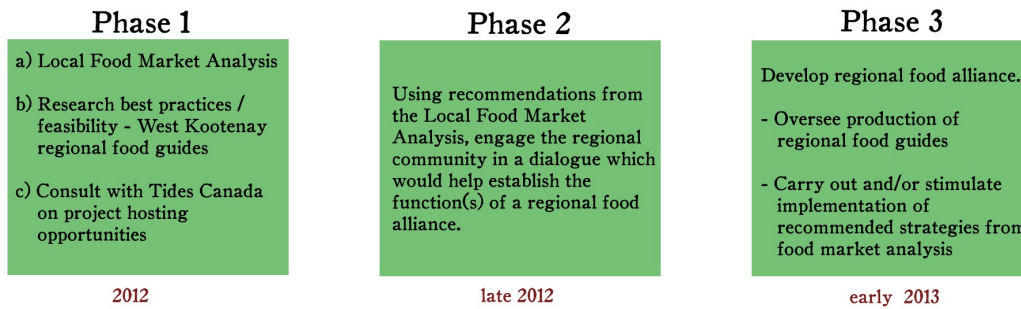 Phase 1
a) Local Food Market Analysis
b) Research best practices /
feasibility - West Kootenay
regional food guides
c) Consult with Tides Canada
on project hosting
opportunities
2012
Phase 2
Using recommendations from
the Local Food Market
Analysis, engage the regional
community in a dialogue which
would help establish the
function(s) of a regional food
alliance.
late 2012
Phase 3
Develop regional food alliance.
- Oversee production of
regional food guides
- Carry out and/or stimulate
implementation of
recommended strategies from
food market analysis
early 2013